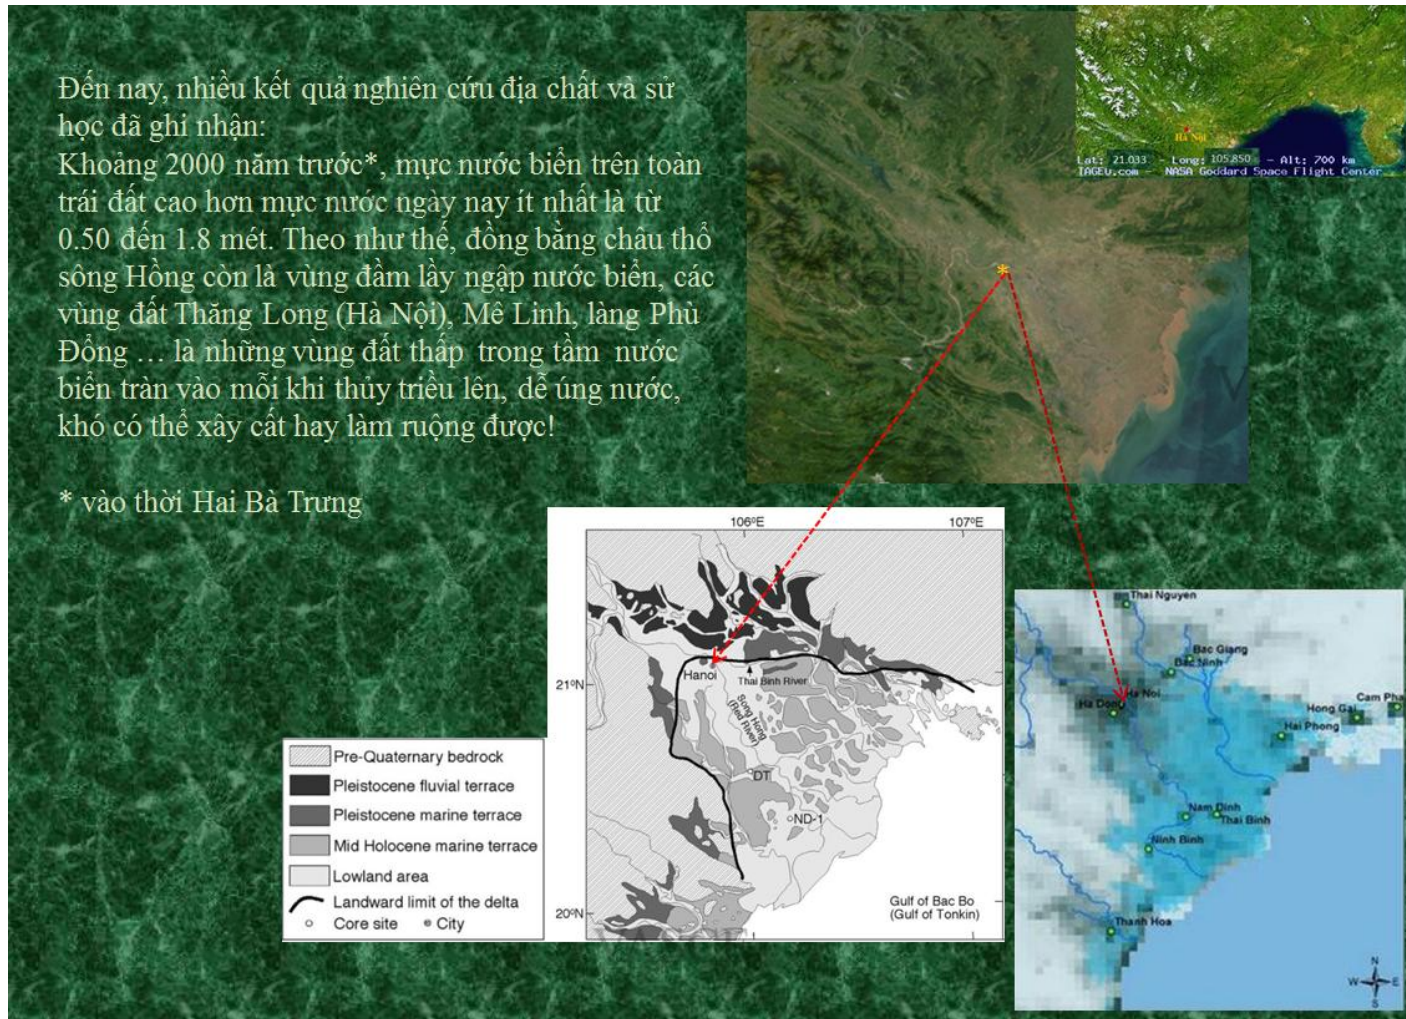 Đến nay, nhiều kết quả nghiên cứu địa chất và sử
học đã ghi nhận:
Khoảng 2000 năm trước*, mực nước biển trên toàn
trái đất cao hơn mực nước ngày nay ít nhất là từ
0.50 đến 1.8 mét. Theo như thế, đồng bằng châu thổ
sông Hồng còn là vùng đầm lầy ngập nước biển, các
vùng đất Thăng Long (Hà Nội), Mê Linh, làng Phù
Đổng … là những vùng đất thấp trong tầm nước
biển tràn vào mỗi khi thủy triều lên, dễ úng nước,
khó có thể xây cất hay làm ruộng được!
* vào thời Hai Bà Trưng
Hà Nội
Lat: 21.033 - Long: 105.850 - Alt: 700 km
- NASA Goddard Space Flight Center
*
106ºE
107ºE
21ºN
20ºN
Hanoi
Thai Binh River
Song Hong
(Red River)
DT
ND-1
Gulf of Bac Bo
(Gulf of Tonkin)
Pre-Quaternary bedrock
Pleistocene fluvial terrace
Pleistocene marine terrace
Mid Holocene marine terrace
Lowland area
Landward limit of the delta
Core site
City
Thai Nguyen
Bac Giang
Bac Ninh
Ha Noi
Ha Dong
Cam Pha
Hong Gai
Hai Phong
Nam Dinh
Thai Binh
Ninh Binh
Thanh Hoa
N
W E
S